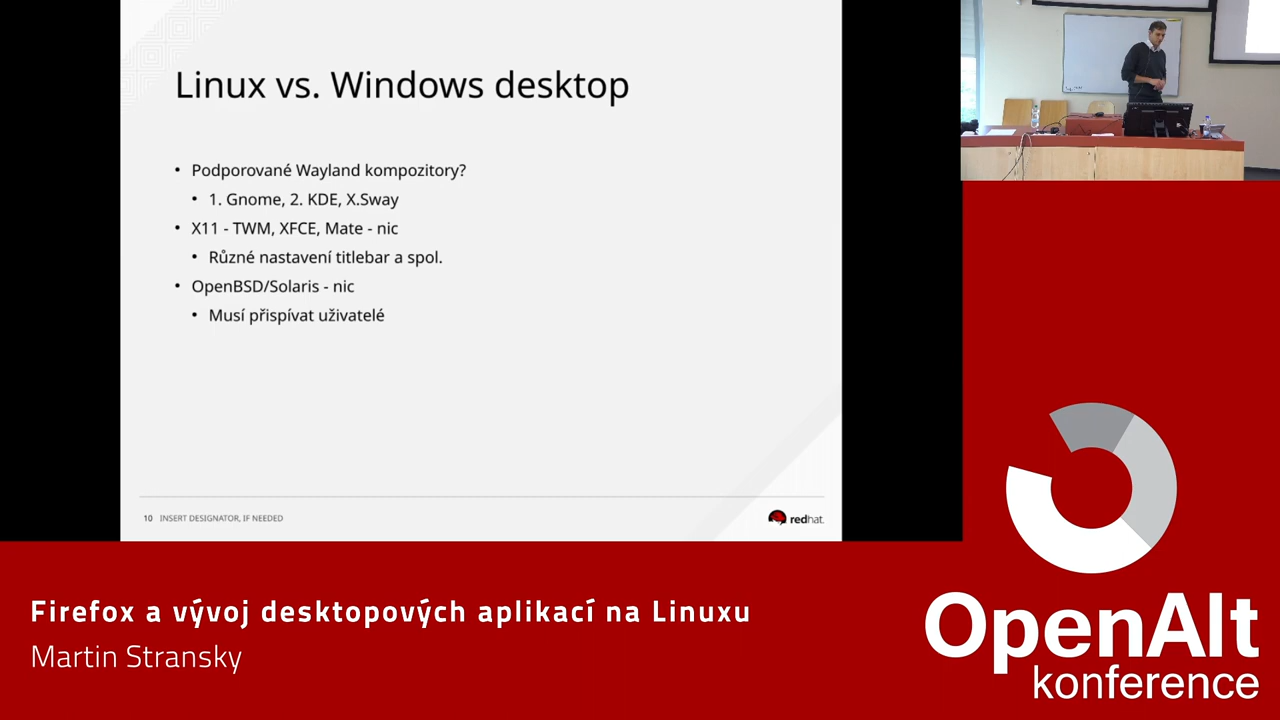 Linux vs. Windows desktop
• Podporované Wayland kompozitory?
• 1. Gnome, 2. KDE, X.Sway
• X11 - TWM, XFCE, Mate - nic
• Různé nastavení titlebar a spol.
• OpenBSD/Solaris - nic
• Musí přispívat uživatelé
10 INSERT DESIGNATOR, IF NEEDED
redhat.
Firefox a vývoj desktopových aplikací na Linuxu
Martin Stransky
OpenAlt
konference